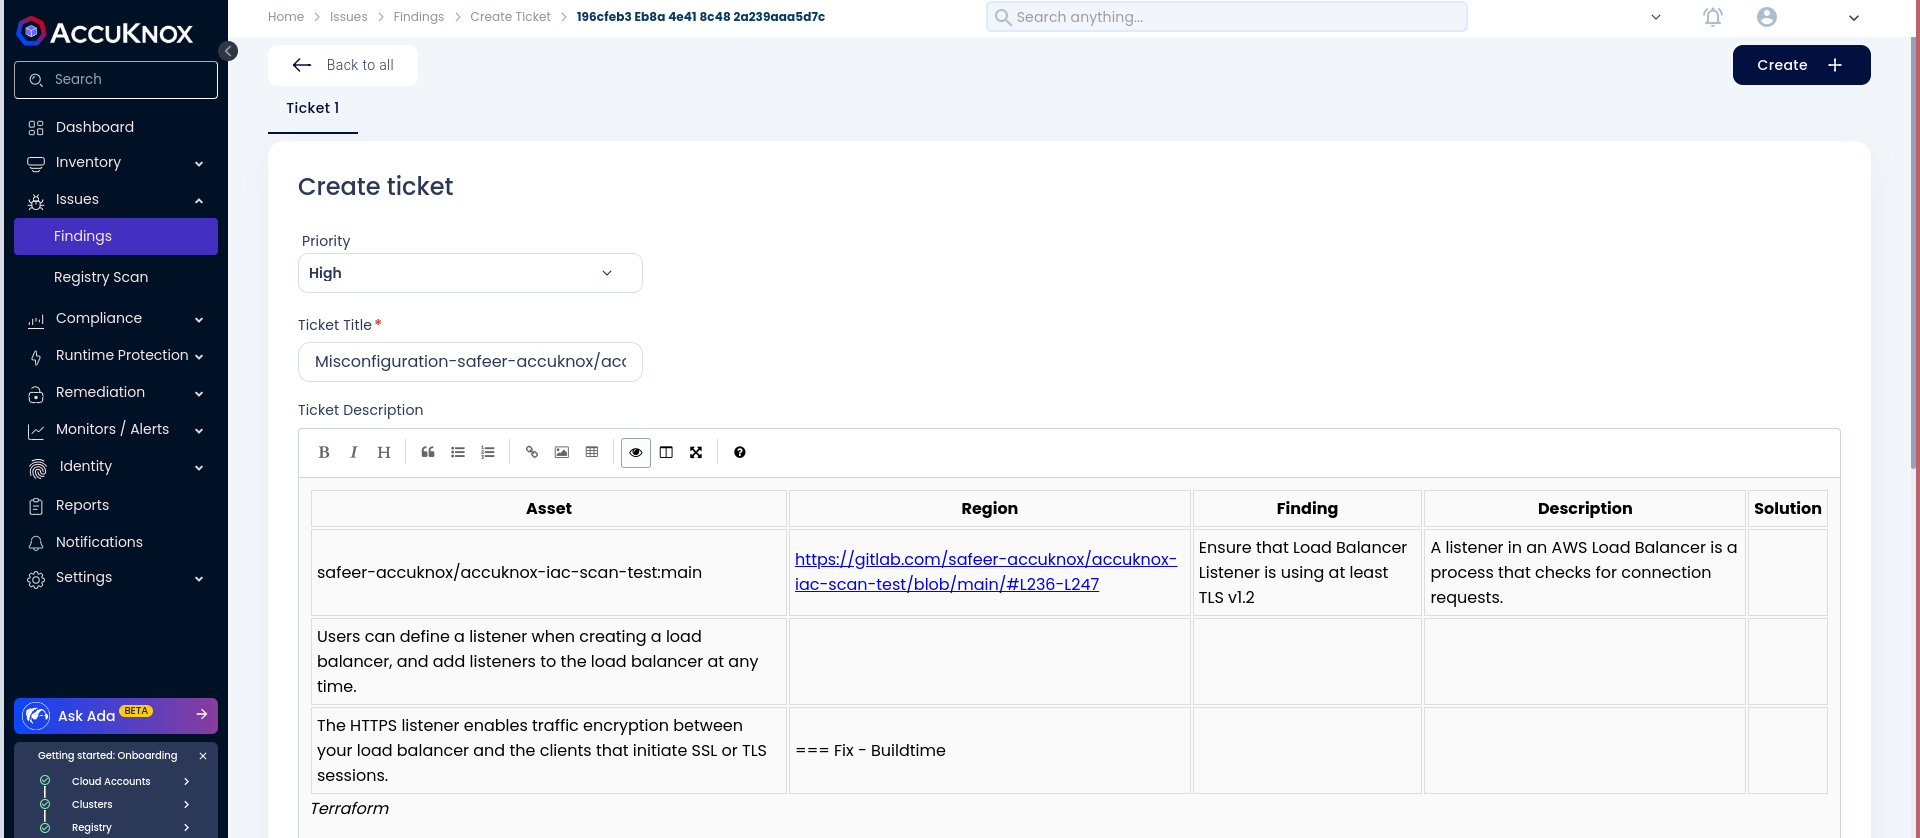 Home > Issues > Findings > Create Ticket > 196cfeb3 Eb8a 4e41 8c48 2a239aaa5d7c
Search anything...
ACCUKNOX
Search
Dashboard
Inventory
Issues
Findings
Registry Scan
Compliance
Runtime Protection
Remediation
Monitors / Alerts
Identity
Reports
Notifications
Settings
Ask Ada BETA
Getting started: Onboarding
Cloud Accounts
Clusters
Registry
Back to all
Create +
Ticket 1
Create ticket
Priority
High
Ticket Title*
Misconfiguration-safeer-accuknox/acc
Ticket Description
B I H
Asset Region Finding Description Solution
safeer-accuknox/accuknox-iac-scan-test:main
https://gitlab.com/safeer-accuknox/accuknox-
iac-scan-test/blob/main/#L236-L247
Ensure that Load Balancer
Listener is using at least
TLS v1.2
A listener in an AWS Load Balancer is a
process that checks for connection
requests.
Users can define a listener when creating a load
balancer, and add listeners to the load balancer at any
time.
The HTTPS listener enables traffic encryption between
your load balancer and the clients that initiate SSL or TLS
sessions.
=== Fix - Buildtime
Terraform